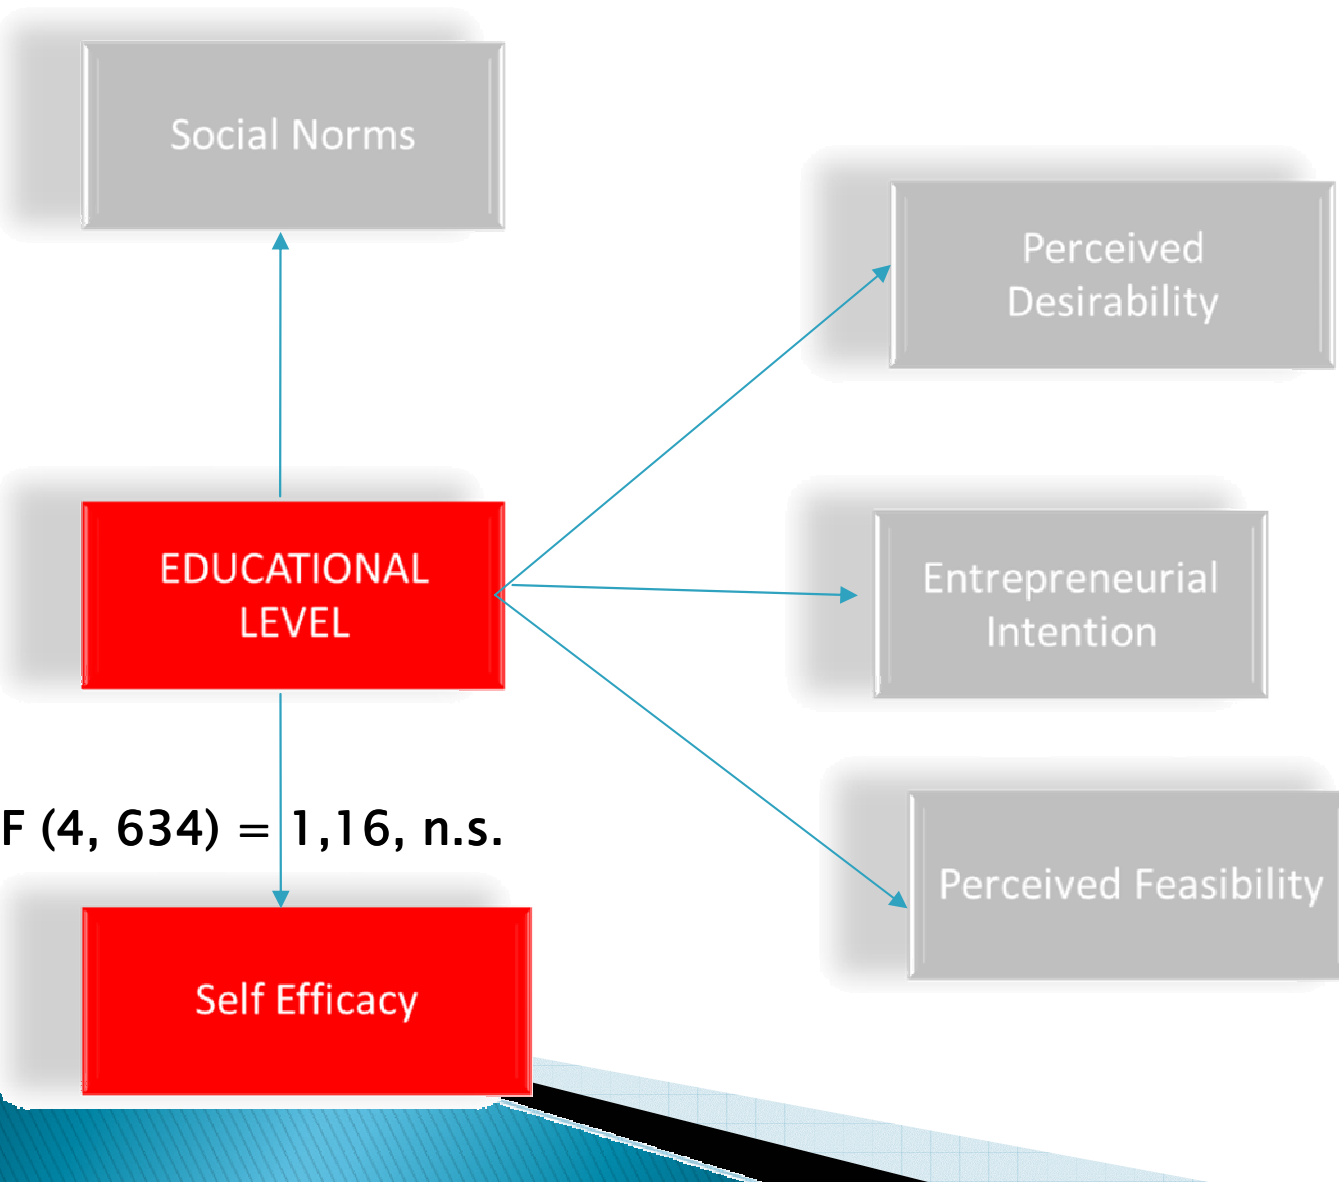 Social Norms
Perceived
Desirability
EDUCATIONAL
LEVEL
Entrepreneurial
Intention
F (4, 634) = 1,16, n.s.
Perceived Feasibility
Self Efficacy